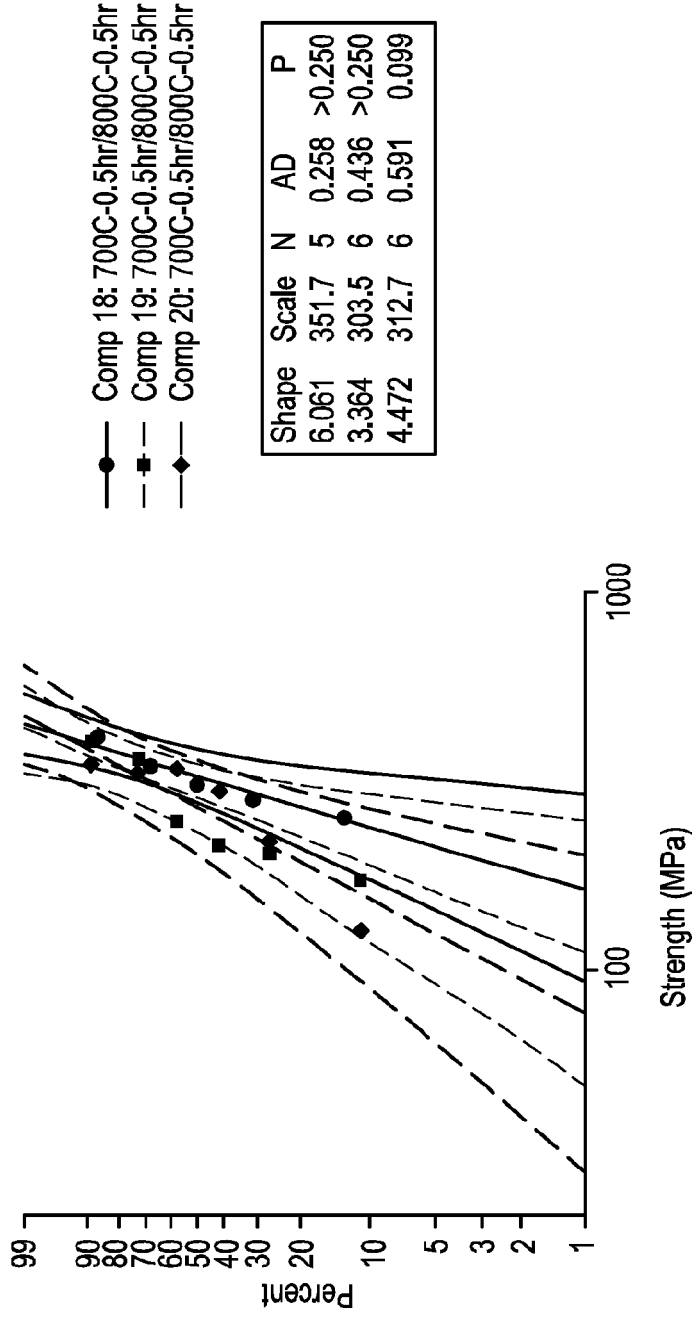 Comp 18: 700C-0.5hr/800C-0.5hr
Comp 19: 700C-0.5hr/800C-0.5hr
Comp 20: 700C-0.5hr/800C-0.5hr
Shape Scale N AD P
6.061 351.7 5 0.258 >0.250
3.364 303.5 6 0.436 >0.250
4.472 312.7 6 0.591 0.099
Percent
99
90
80
70
60
50
40
30
20
10
5
3
2
1
100
1000
Strength (MPa)